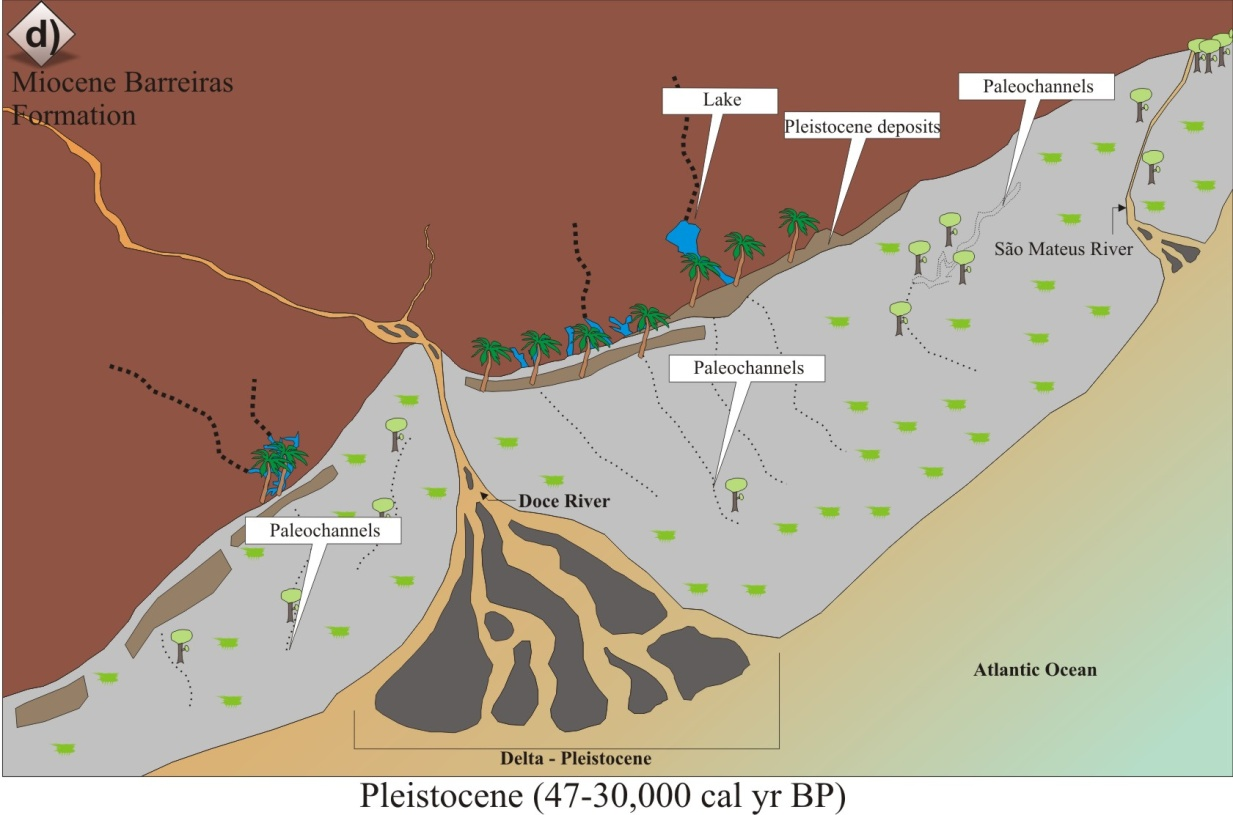 d)
Miocene Barreiras
Formation
Lake
Pleistocene deposits
Paleochannels
São Mateus River
Paleochannels
Doce River
Paleochannels
Atlantic Ocean
Delta - Pleistocene
Pleistocene (47-30,000 cal yr BP)